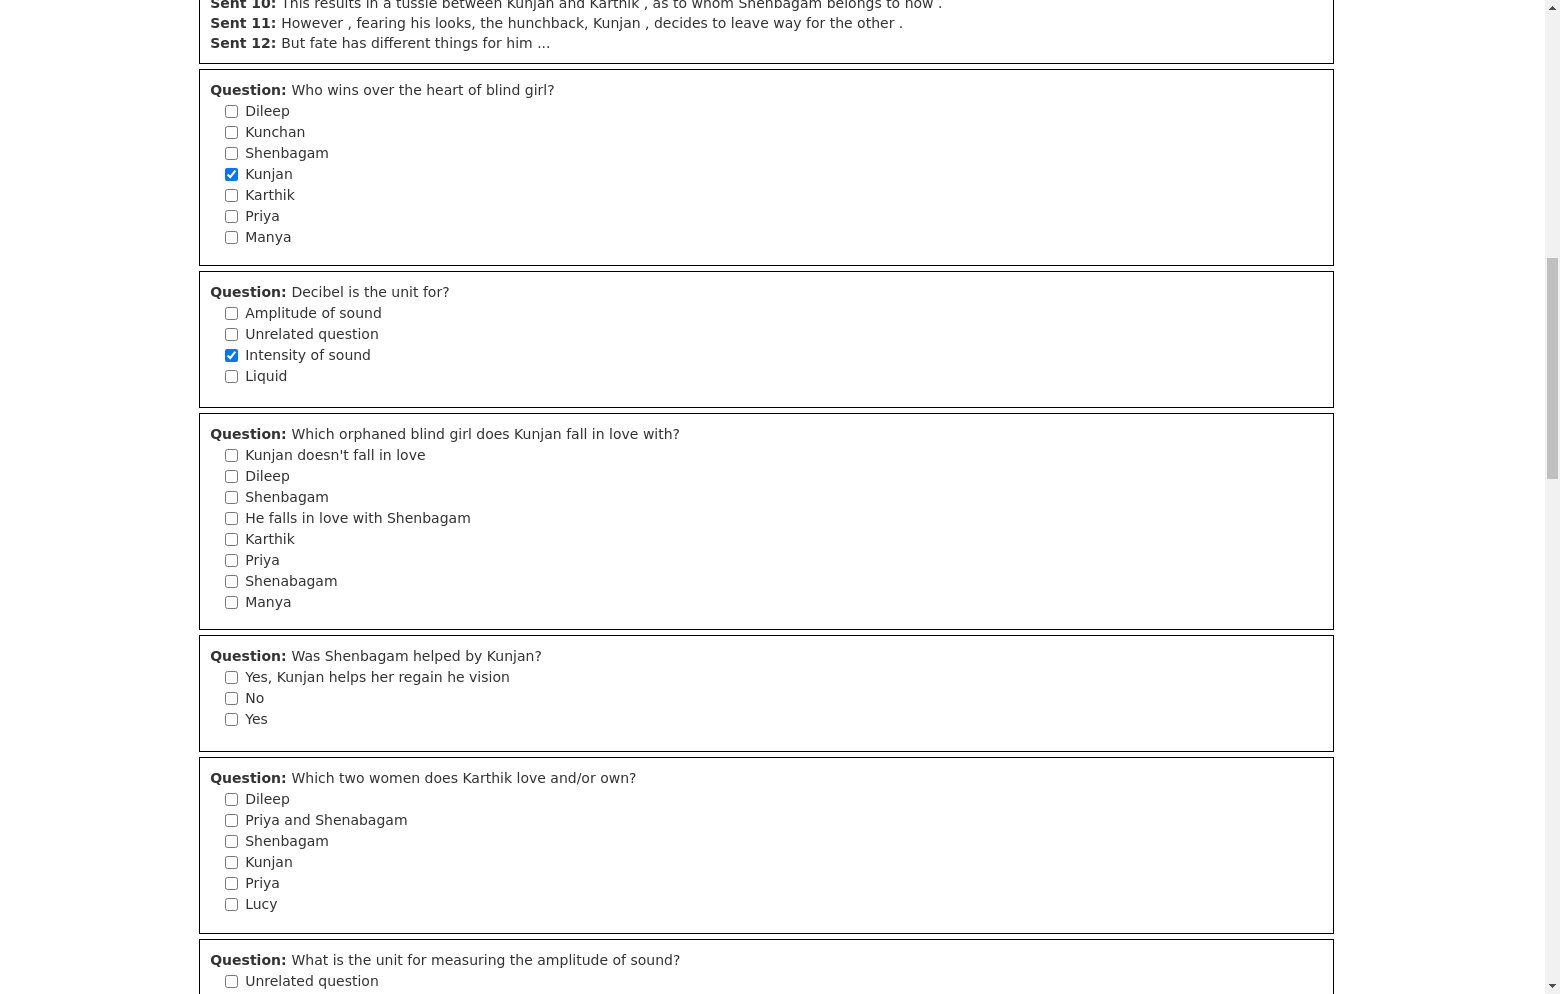 Sent 10: This results in a tussle between Kunjan and Karthik , as to whom Shenbagam belongs to now .
Sent 11: However , fearing his looks, the hunchback, Kunjan , decides to leave way for the other .
Sent 12: But fate has different things for him ...
Question: Who wins over the heart of blind girl?
Dileep
Kunchan
Shenbagam
Kunjan
Karthik
Priya
Manya
Question: Decibel is the unit for?
Amplitude of sound
Unrelated question
Intensity of sound
Liquid
Question: Which orphaned blind girl does Kunjan fall in love with?
Kunjan doesn't fall in love
Dileep
Shenbagam
He falls in love with Shenbagam
Karthik
Priya
Shenabagam
Manya
Question: Was Shenbagam helped by Kunjan?
Yes, Kunjan helps her regain he vision
No
Yes
Question: Which two women does Karthik love and/or own?
Dileep
Priya and Shenabagam
Shenbagam
Kunjan
Priya
Lucy
Question: What is the unit for measuring the amplitude of sound?
Unrelated question